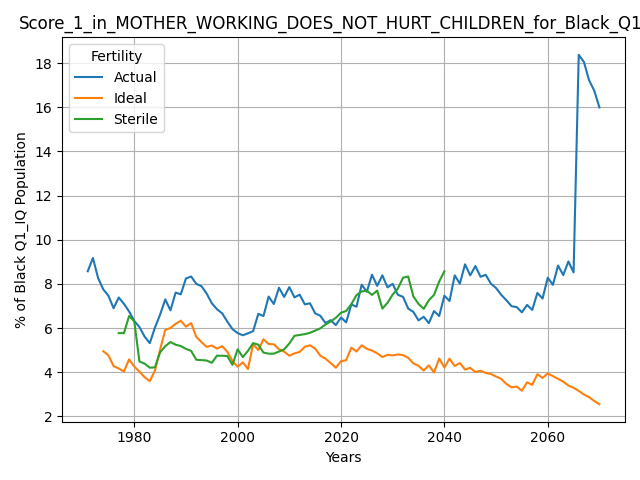 Score_1_in_MOTHER_WORKING_DOES_NOT_HURT_CHILDREN_for_Black_Q1
Fertility
Actual
Ideal
Sterile
% of Black Q1_IQ Population
18
16
14
12
10
8
6
4
2
1980 2000 2020 2040 2060
Years